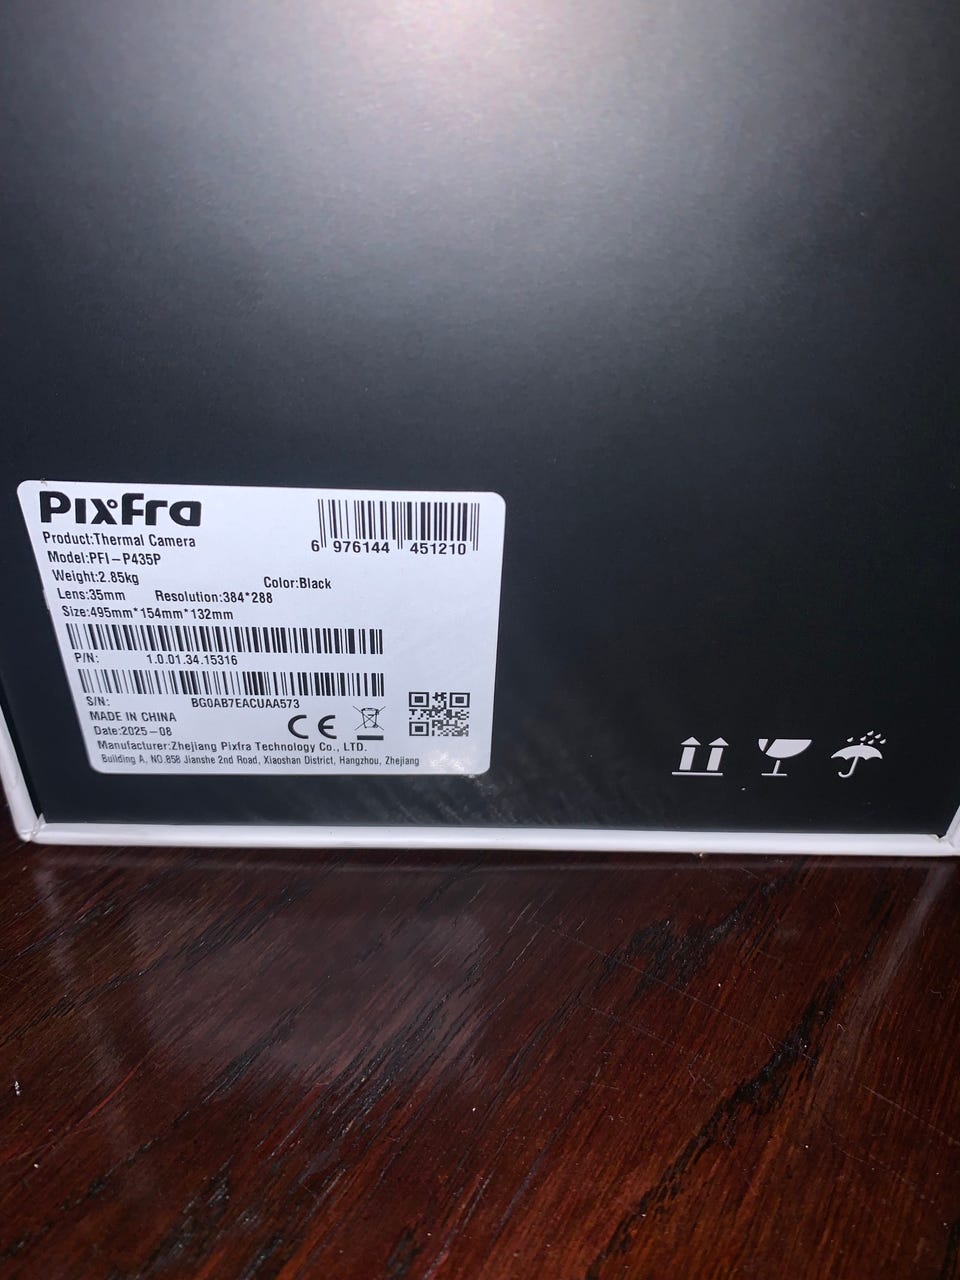 Pixfra
6 976144 451210
Product:Thermal Camera
Model:PFI-P435P
Weight:2.85kg Color:Black
Lens:35mm Resolution:384*288
Size:495mm*154mm*132mm
P/N: 1.0.01.34.15316
S/N: BG0AB7EACUAA573
MADE IN CHINA
Date:2025-08
CE
Manufacturer:Zhejiang Pixfra Technology Co., LTD.
Building A, NO.858 Jianshe 2nd Road, Xiaoshan District, Hangzhou, Zhejiang